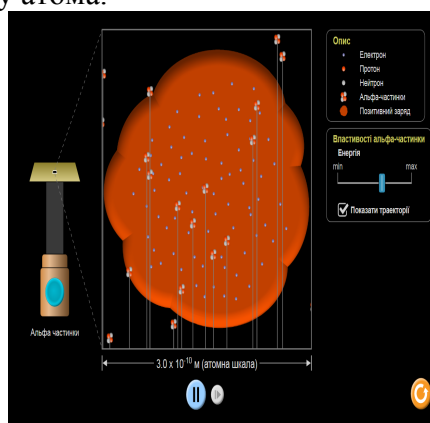 у атома.
Опис
Електрон
Протон
Нейтрон
Альфа-частинки
Позитивний заряд
Властивості альфа-частинки
Енергія
min max
Показати траєкторії
Альфа частинки
3.0 x 10⁻¹⁰ м (атомна шкала)